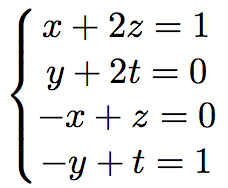 x + 2z = 1
y + 2t = 0
−x + z = 0
−y + t = 1